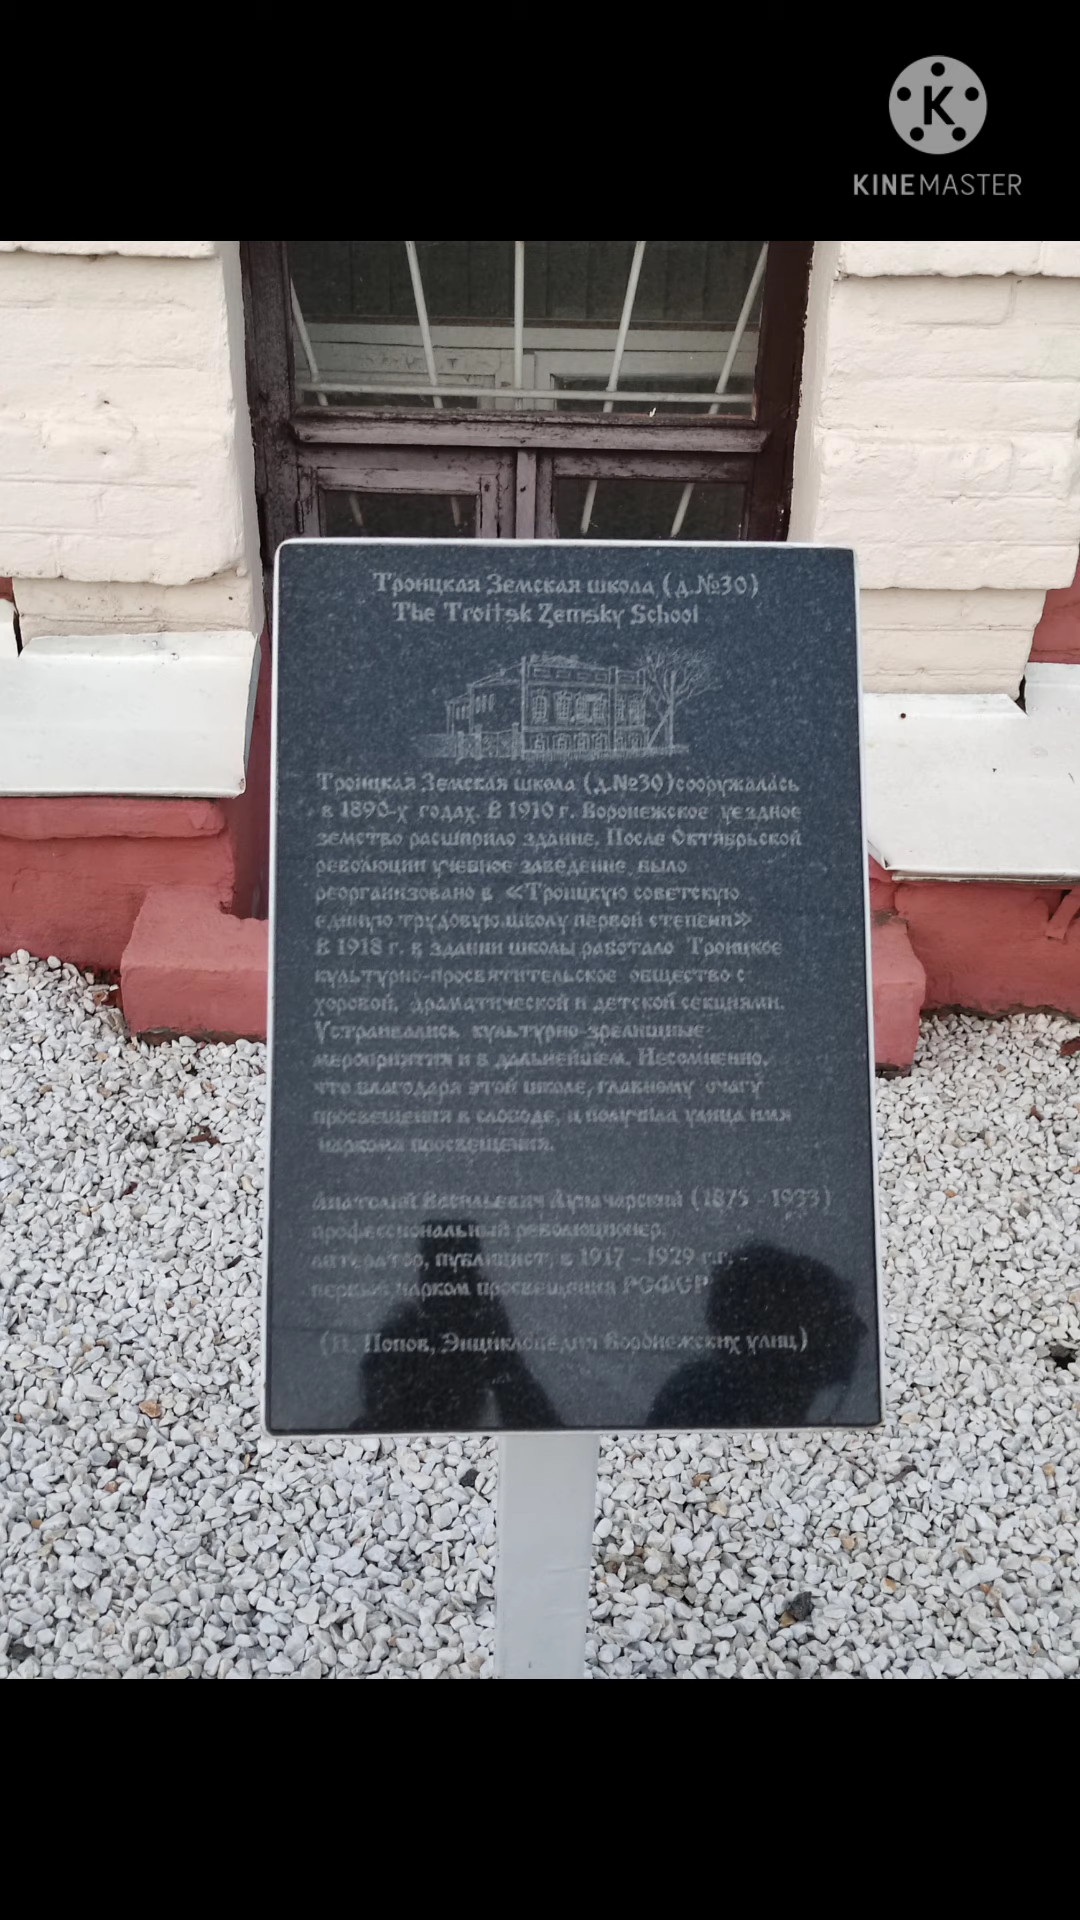 KINEMASTER
Троицкая Земская школа (д.№30)
The Troitsk Zemsky School
Троицкая Земская школа (д.№30)сооружалась
в 1890-х годах. В 1910 г. Воронежское уездное
земство расширило здание. После Октябрьской
революции учебное заведение было
реорганизовано в «Троицкую советскую
единую трудовую школу первой степени»
В 1918 г. в здании школы работало Троицкое
культурно-просвятительское общество с
хоровой, драматической и детской секциями.
Устраивались культурно-зрелищные
мероприятия и в дальнейшем. Несомненно,
что благодаря этой школе, главному очагу
просвещения в слободе, и получила улица имя
наркома просвещения.
Анатолий Васильевич Луначарский (1875 - 1933)
профессиональный революционер,
литератор, публицист, в 1917 - 1929 г.г. -
первый нарком просвещения РСФСР
(П. Попов, Энциклопедия Воронежских улиц)